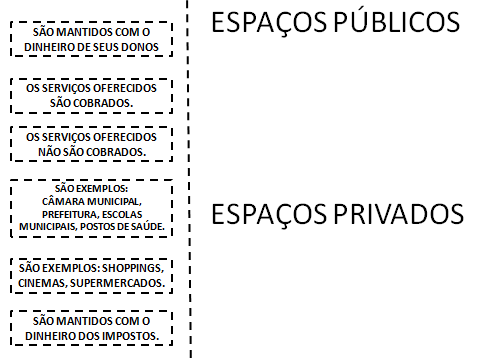 SÃO MANTIDOS COM O
DINHEIRO DE SEUS DONOS
OS SERVIÇOS OFERECIDOS
SÃO COBRADOS.
OS SERVIÇOS OFERECIDOS
NÃO SÃO COBRADOS.
SÃO EXEMPLOS:
CÂMARA MUNICIPAL,
PREFEITURA, ESCOLAS
MUNICIPAIS, POSTOS DE SAÚDE.
SÃO EXEMPLOS: SHOPPINGS,
CINEMAS, SUPERMERCADOS.
SÃO MANTIDOS COM O
DINHEIRO DOS IMPOSTOS.
ESPAÇOS PÚBLICOS
ESPAÇOS PRIVADOS